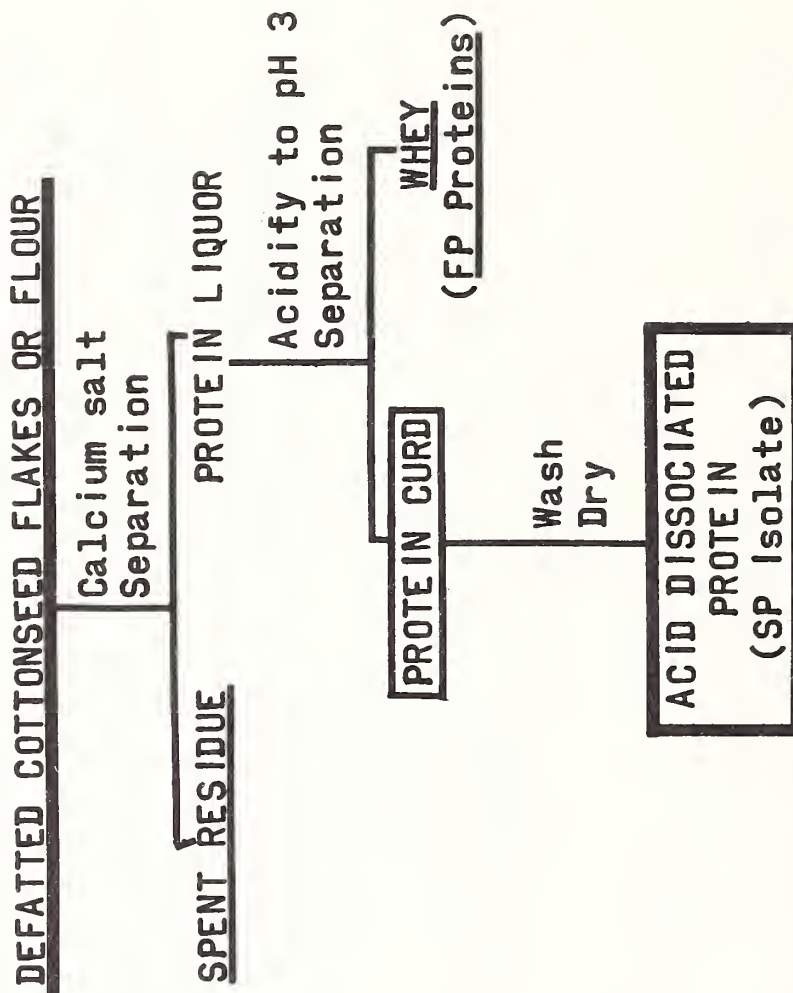 DEFATTED COTTONSEED FLAKES OR FLOUR
Calcium salt
Separation
SPENT RESIDUE
PROTEIN LIQUOR
Acidity to pH 3
Separation
PROTEIN CURD
WHEY
(FP Proteins)
Wash
Dry
ACID DISSOCIATED
PROTEIN
(SP Isolate)